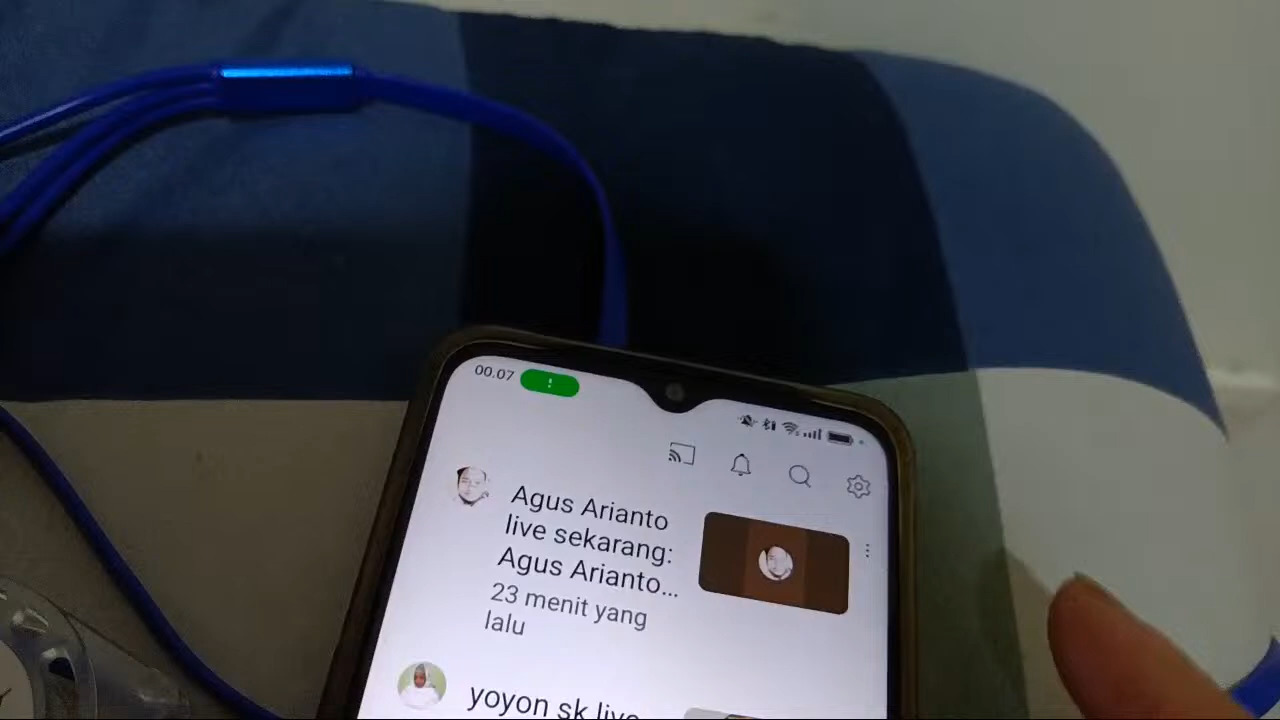 00.07
Agus Arianto
live sekarang:
Agus Arianto...
23 menit yang
lalu
yoyon sk live